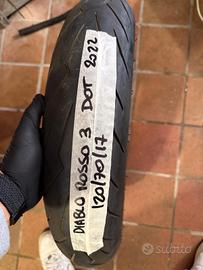 DIABLO ROSSO 3 DOT 2022
120/70/17
subito